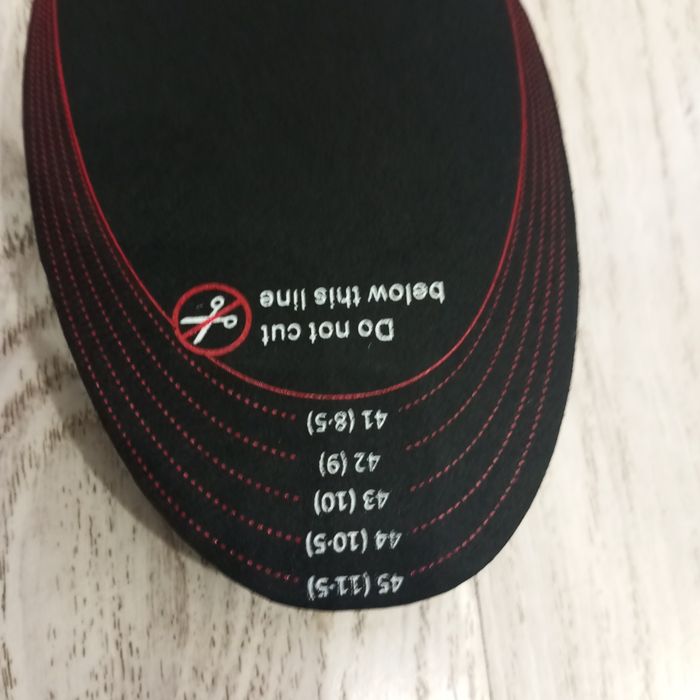 45 (11·5)
44 (10·5)
43 (10)
42 (9)
41 (8·5)
Do not cut
below this line